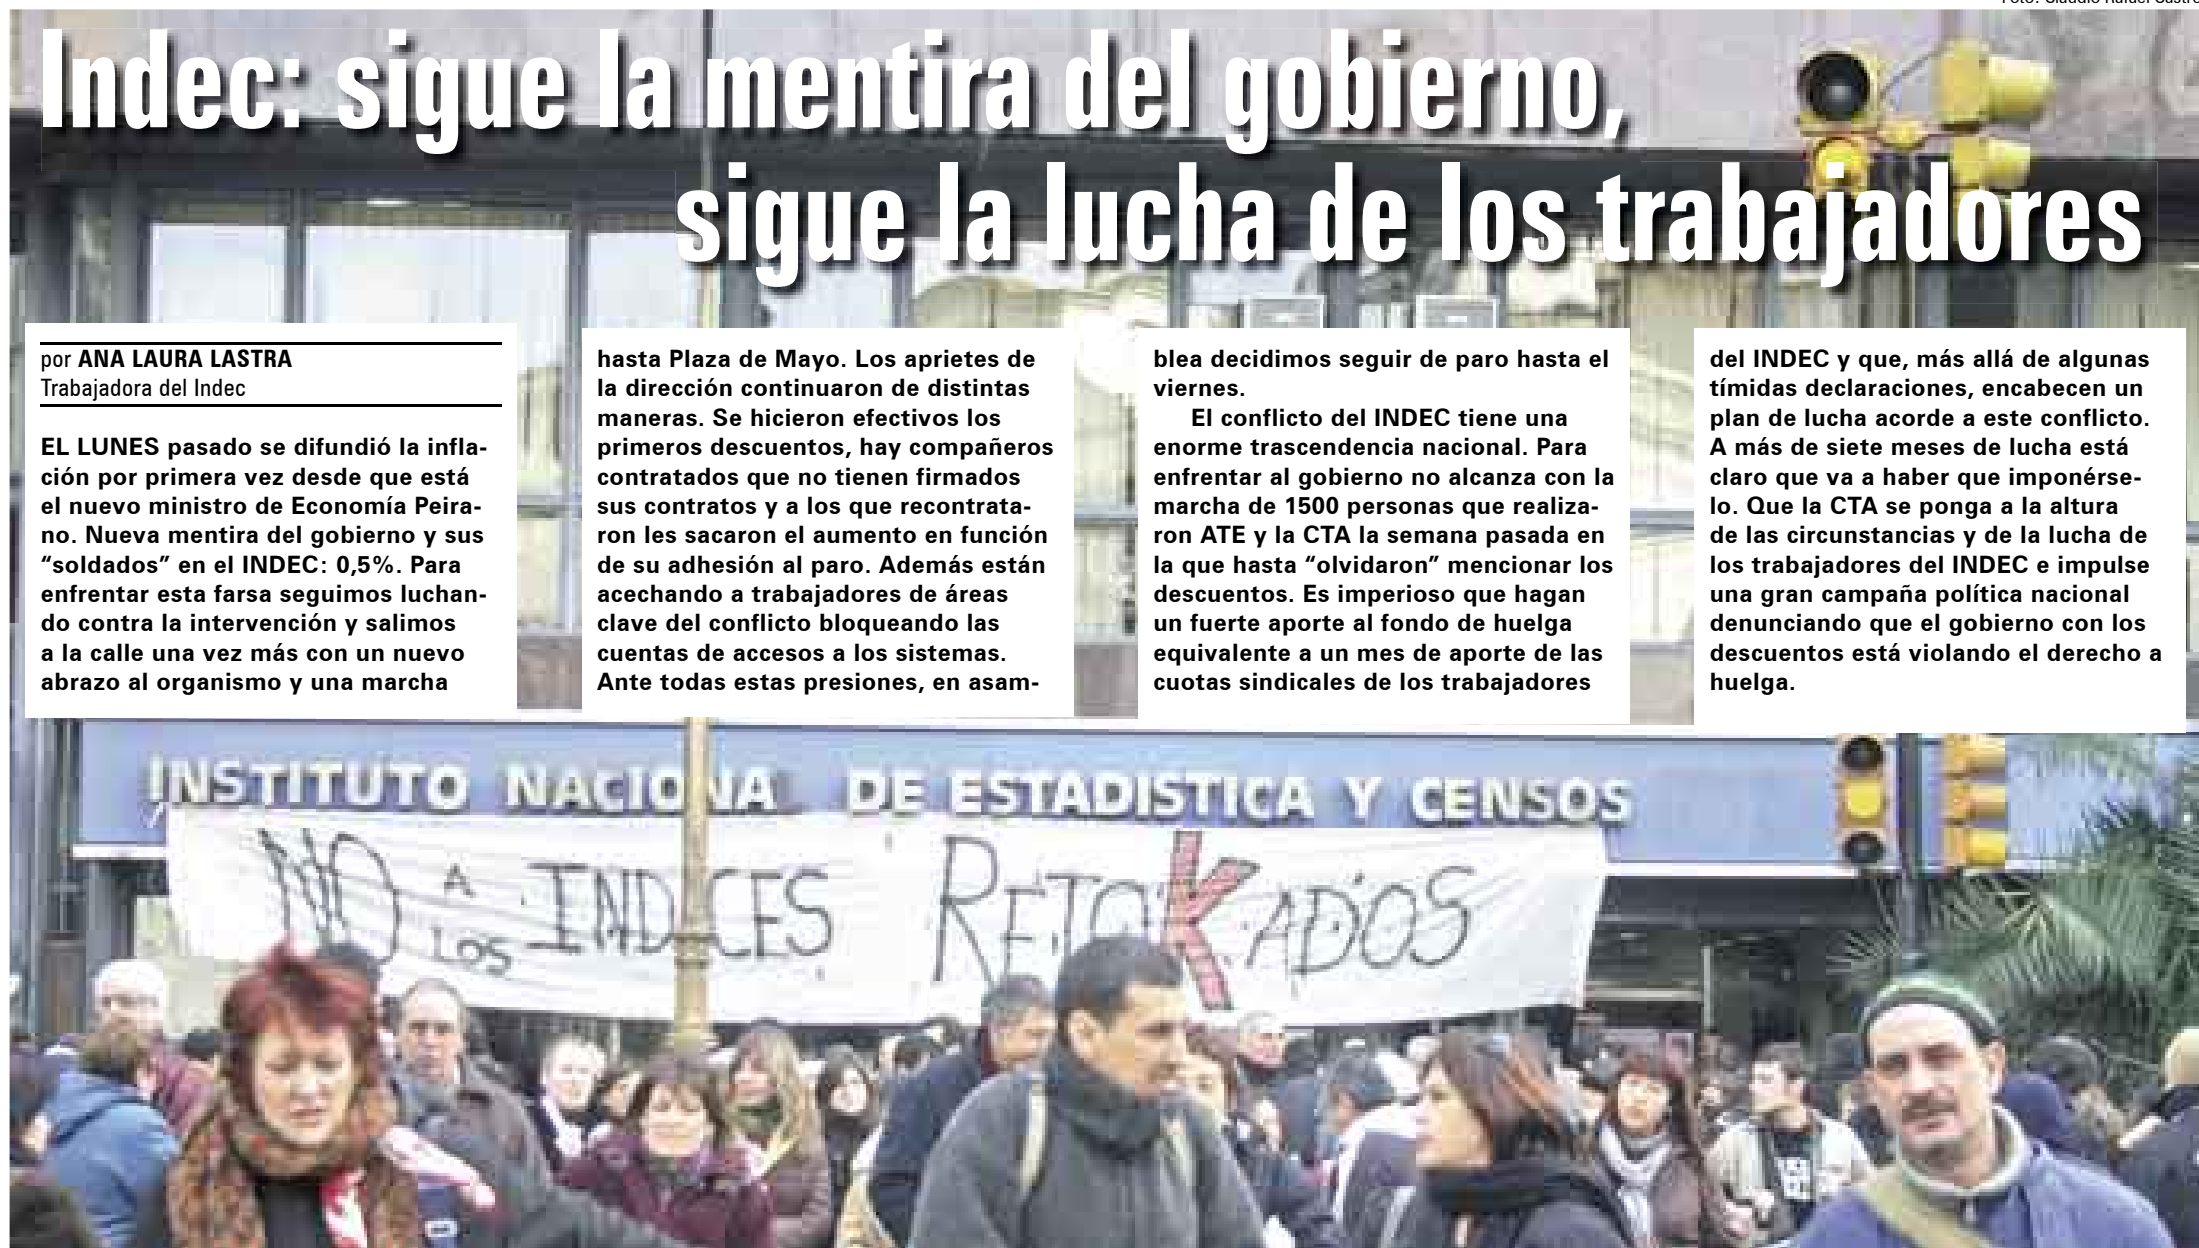 Indec: sigue la mentira del gobierno,
sigue la lucha de los trabajadores
por ANA LAURA LASTRA
Trabajadora del Indec
EL LUNES pasado se difundió la infla-
ción por primera vez desde que está
el nuevo ministro de Economía Peira-
no. Nueva mentira del gobierno y sus
“soldados” en el INDEC: 0,5%. Para
enfrentar esta farsa seguimos luchan-
do contra la intervención y salimos
a la calle una vez más con un nuevo
abrazo al organismo y una marcha
hasta Plaza de Mayo. Los aprietes de
la dirección continuaron de distintas
maneras. Se hicieron efectivos los
primeros descuentos, hay compañeros
contratados que no tienen firmados
sus contratos y a los que recontrata-
ron les sacaron el aumento en función
de su adhesión al paro. Además están
acechando a trabajadores de áreas
clave del conflicto bloqueando las
cuentas de accesos a los sistemas.
Ante todas estas presiones, en asam-
blea decidimos seguir de paro hasta el
viernes.
El conflicto del INDEC tiene una
enorme trascendencia nacional. Para
enfrentar al gobierno no alcanza con la
marcha de 1500 personas que realiza-
ron ATE y la CTA la semana pasada en
la que hasta “olvidaron” mencionar los
descuentos. Es imperioso que hagan
un fuerte aporte al fondo de huelga
equivalente a un mes de aporte de las
cuotas sindicales de los trabajadores
del INDEC y que, más allá de algunas
tímidas declaraciones, encabecen un
plan de lucha acorde a este conflicto.
A más de siete meses de lucha está
claro que va a haber que imponérse-
lo. Que la CTA se ponga a la altura
de las circunstancias y de la lucha de
los trabajadores del INDEC e impulse
una gran campaña política nacional
denunciando que el gobierno con los
descuentos está violando el derecho a
huelga.
INSTITUTO NACIONA DE ESTADISTICA Y CENSOS
NO A LOS INDICES RETOKADOS